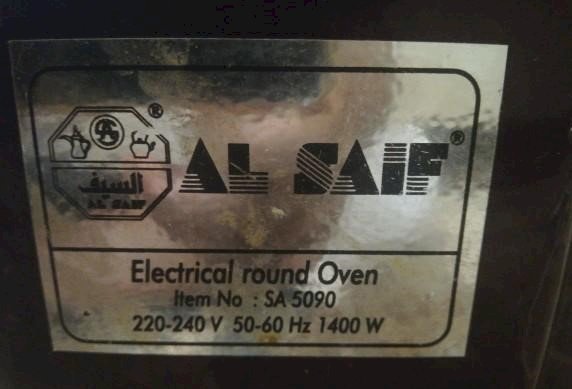 AL SAIF®
®
السيف
AL SAIF
Electrical round Oven
Item No : SA 5090
220-240 V 50-60 Hz 1400 W